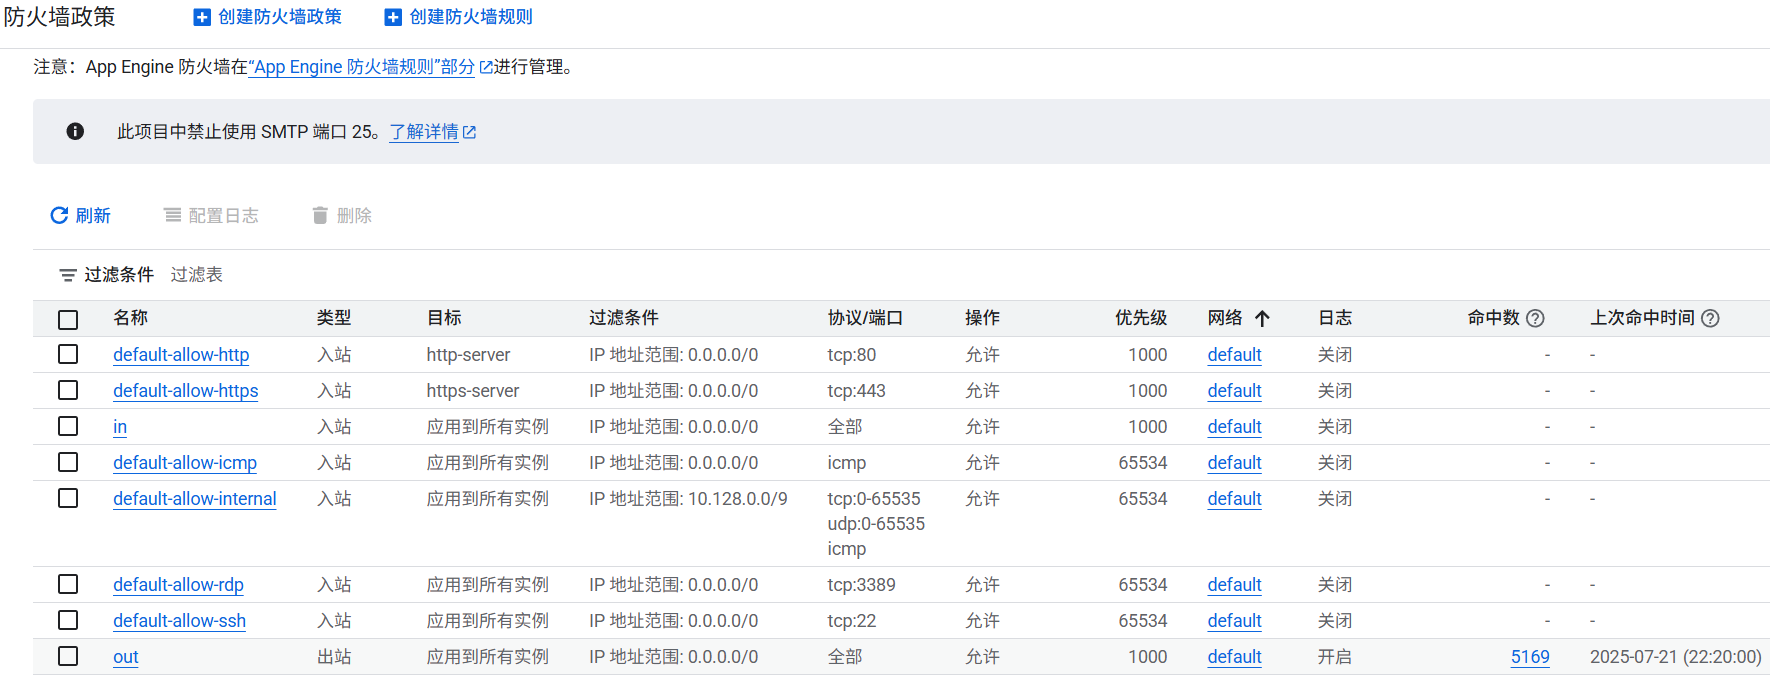 防火墙政策 创建防火墙政策 创建防火墙规则
注意：App Engine 防火墙在“App Engine 防火墙规则”部分进行管理。
此项目中禁止使用 SMTP 端口 25。了解详情
刷新 配置日志 删除
过滤条件 过滤表
名称 类型 目标 过滤条件 协议/端口 操作 优先级 网络 日志 命中数 上次命中时间
default-allow-http 入站 http-server IP 地址范围: 0.0.0.0/0 tcp:80 允许 1000 default 关闭 - -
default-allow-https 入站 https-server IP 地址范围: 0.0.0.0/0 tcp:443 允许 1000 default 关闭 - -
in 入站 应用到所有实例 IP 地址范围: 0.0.0.0/0 全部 允许 1000 default 关闭 - -
default-allow-icmp 入站 应用到所有实例 IP 地址范围: 0.0.0.0/0 icmp 允许 65534 default 关闭 - -
default-allow-internal 入站 应用到所有实例 IP 地址范围: 10.128.0.0/9 tcp:0-65535 允许 65534 default 关闭 - -
udp:0-65535
icmp
default-allow-rdp 入站 应用到所有实例 IP 地址范围: 0.0.0.0/0 tcp:3389 允许 65534 default 关闭 - -
default-allow-ssh 入站 应用到所有实例 IP 地址范围: 0.0.0.0/0 tcp:22 允许 65534 default 关闭 - -
out 出站 应用到所有实例 IP 地址范围: 0.0.0.0/0 全部 允许 1000 default 开启 5169 2025-07-21 (22:20:00)